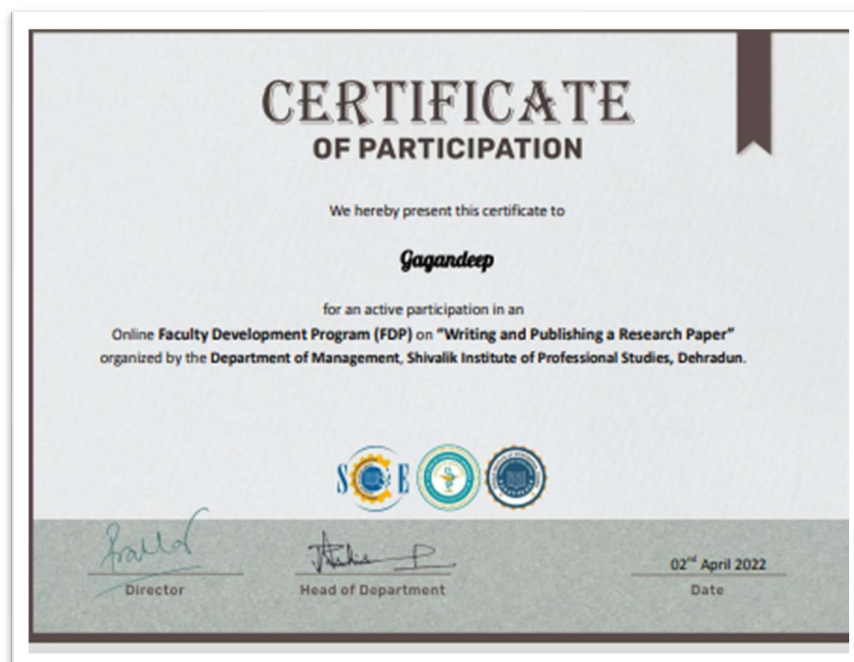 CERTIFICATE
OF PARTICIPATION
We hereby present this certificate to
Gagandeep
for an active participation in an
Online Faculty Development Program (FDP) on “Writing and Publishing a Research Paper”
organized by the Department of Management, Shivalik Institute of Professional Studies, Dehradun.
S C E
02nd April 2022
Director
Head of Department
Date